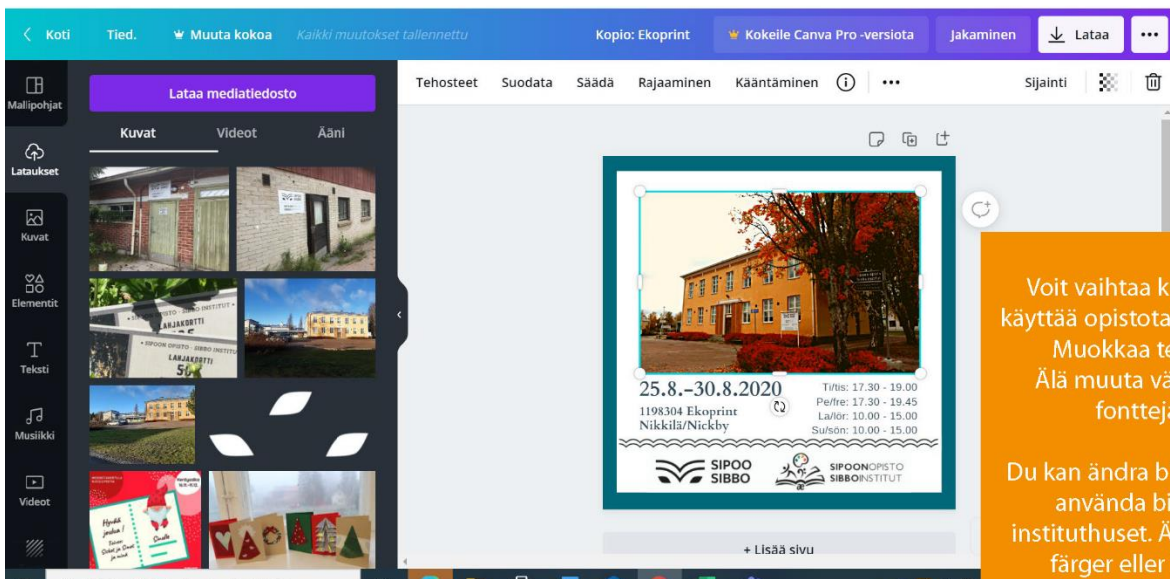 Koti Tied. Muuta kokoa Kaikki muutokset tallennettu Kopio: Ekoprint Kokeile Canva Pro -versiota Jakaminen Lataa
Mallipohjat
Lataukset
Kuvat
Elementit
Teksti
Musiikki
Videot
Lataa mediatiedosto
Kuvat Videot Ääni
LAHJAKORTTI
LAHJAKORTTI
Tehosteet Suodata Säädä Rajaaminen Kääntäminen Sijainti
25.8.–30.8.2020
1198304 Ekoprint
Nikkilä/Nickby
Ti/tis: 17.30 - 19.00
Pe/fre: 17.30 - 19.45
La/lör: 10.00 - 15.00
Su/sön: 10.00 - 15.00
SIPOO
SIBBO
SIPOONOPISTO
SIBBOINSTITUT
+ Lisää sivu
Voit vaihtaa k
käyttää opistota
Muokkaa te
Älä muuta vä
fonttejä
Du kan ändra b
använda bi
instituthuset. Ä
färger eller